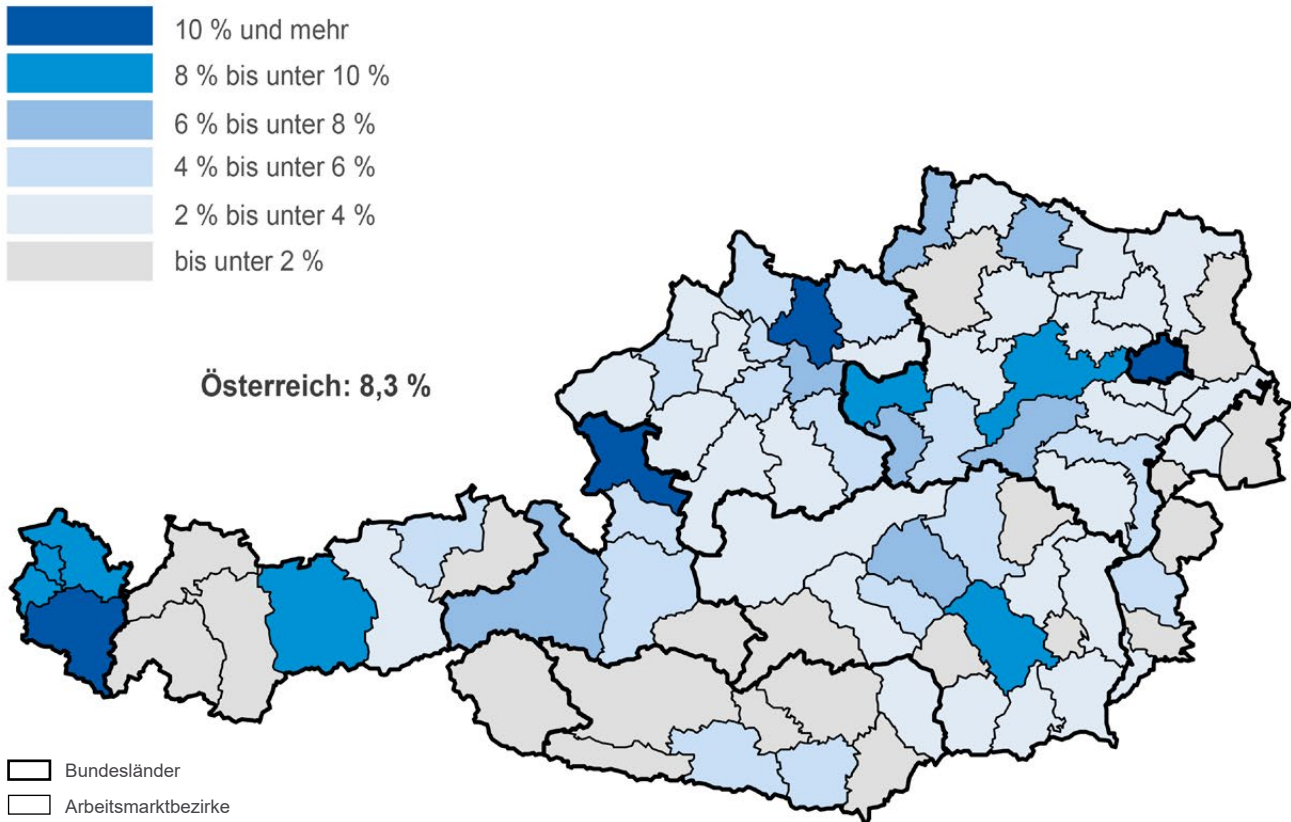 10 % und mehr
8 % bis unter 10 %
6 % bis unter 8 %
4 % bis unter 6 %
2 % bis unter 4 %
bis unter 2 %
Österreich: 8,3 %
Bundesländer
Arbeitsmarktbezirke